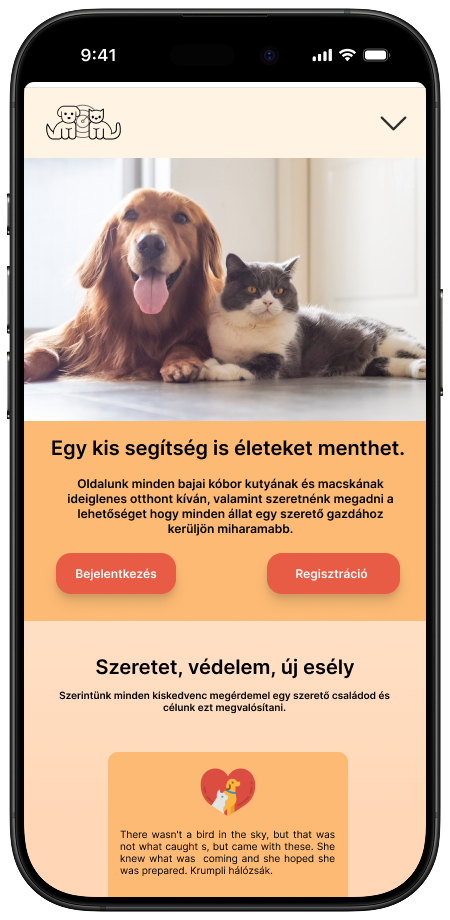 9:41
Egy kis segítség is életeket menthet.
Oldalunk minden bajai kóbor kutyának és macskának
ideiglenes otthont kíván, valamint szeretnénk megadni a
lehetőséget hogy minden állat egy szerető gazdához
kerüljön miharamabb.
Bejelentkezés
Regisztráció
Szeretet, védelem, új esély
Szerintünk minden kiskedvenc megérdemel egy szerető családod és
célunk ezt megvalósítani.
There wasn't a bird in the sky, but that was
not what caught s, but came with these. She
knew what was coming and she hoped she
was prepared. Krumpli hálózsák.